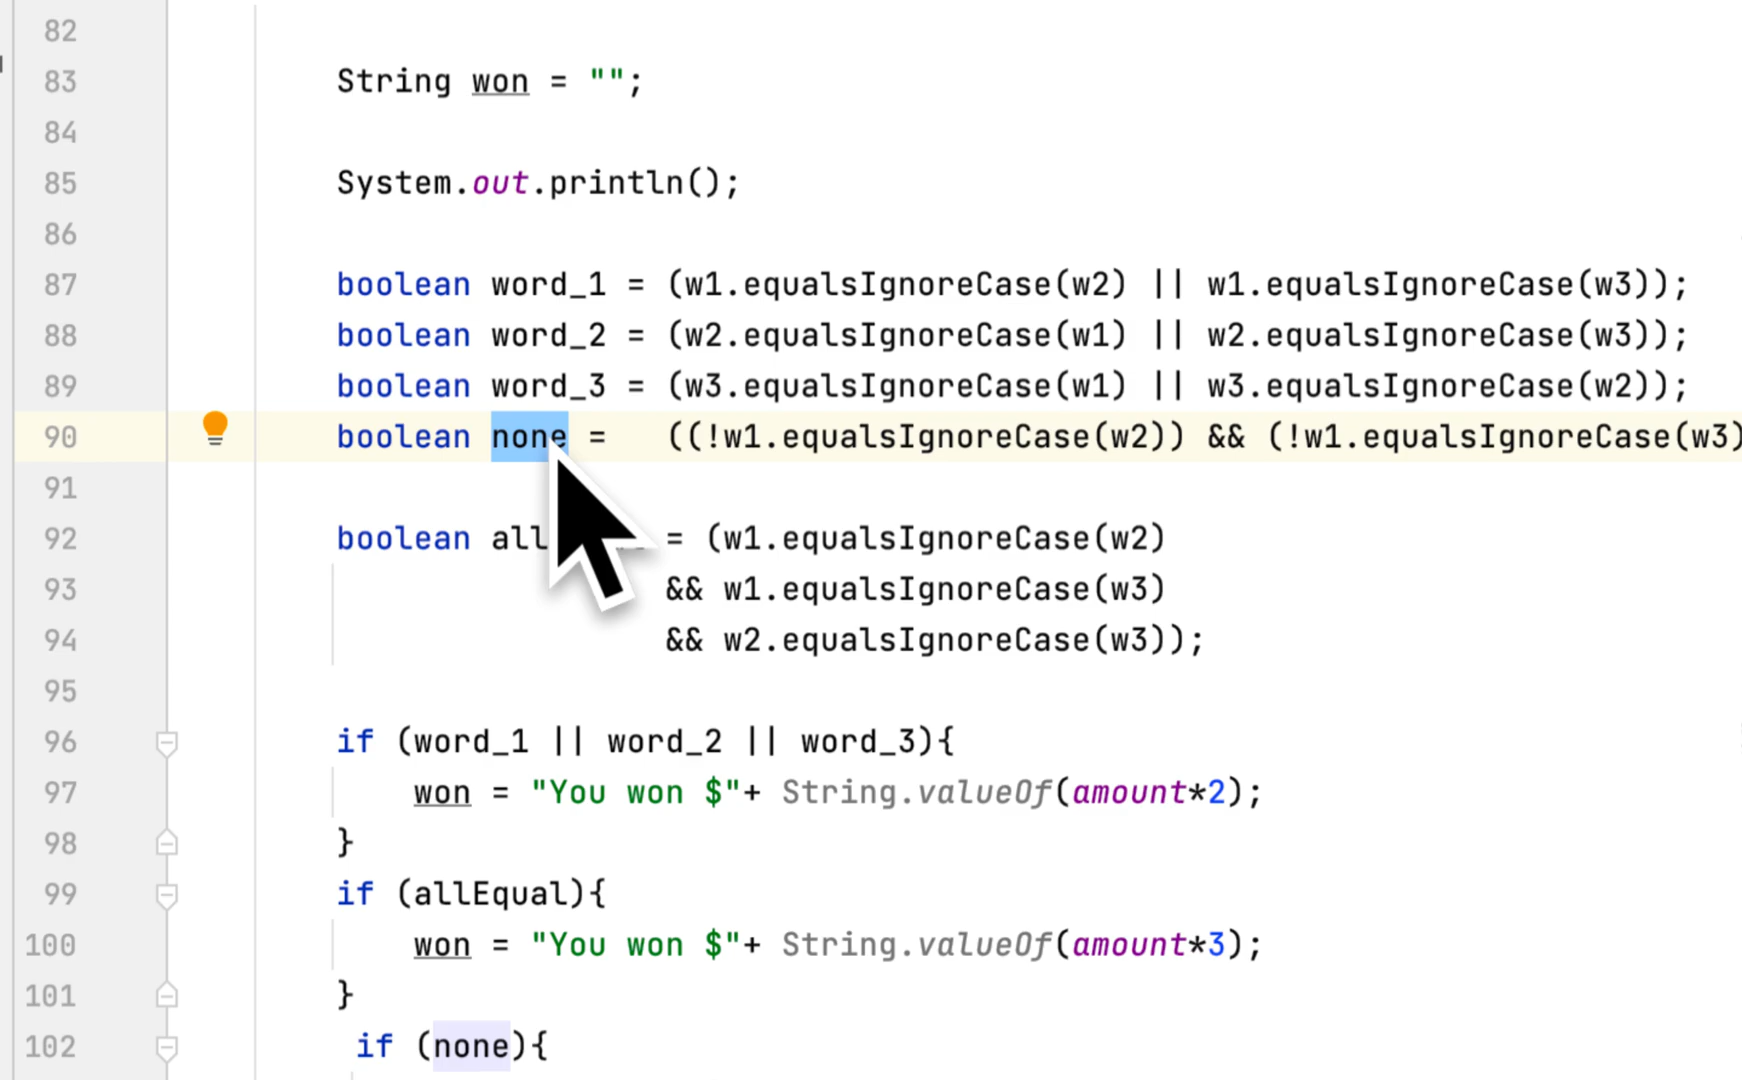 82
83 String won = "";
84
85 System.out.println();
86
87 boolean word_1 = (w1.equalsIgnoreCase(w2) || w1.equalsIgnoreCase(w3));
88 boolean word_2 = (w2.equalsIgnoreCase(w1) || w2.equalsIgnoreCase(w3));
89 boolean word_3 = (w3.equalsIgnoreCase(w1) || w3.equalsIgnoreCase(w2));
90 boolean none = ((!w1.equalsIgnoreCase(w2)) && (!w1.equalsIgnoreCase(w3)
91
92 boolean all = (w1.equalsIgnoreCase(w2)
93 && w1.equalsIgnoreCase(w3)
94 && w2.equalsIgnoreCase(w3));
95
96 if (word_1 || word_2 || word_3){
97 won = "You won $"+ String.valueOf(amount*2);
98 }
99 if (allEqual){
100 won = "You won $"+ String.valueOf(amount*3);
101 }
102 if (none){